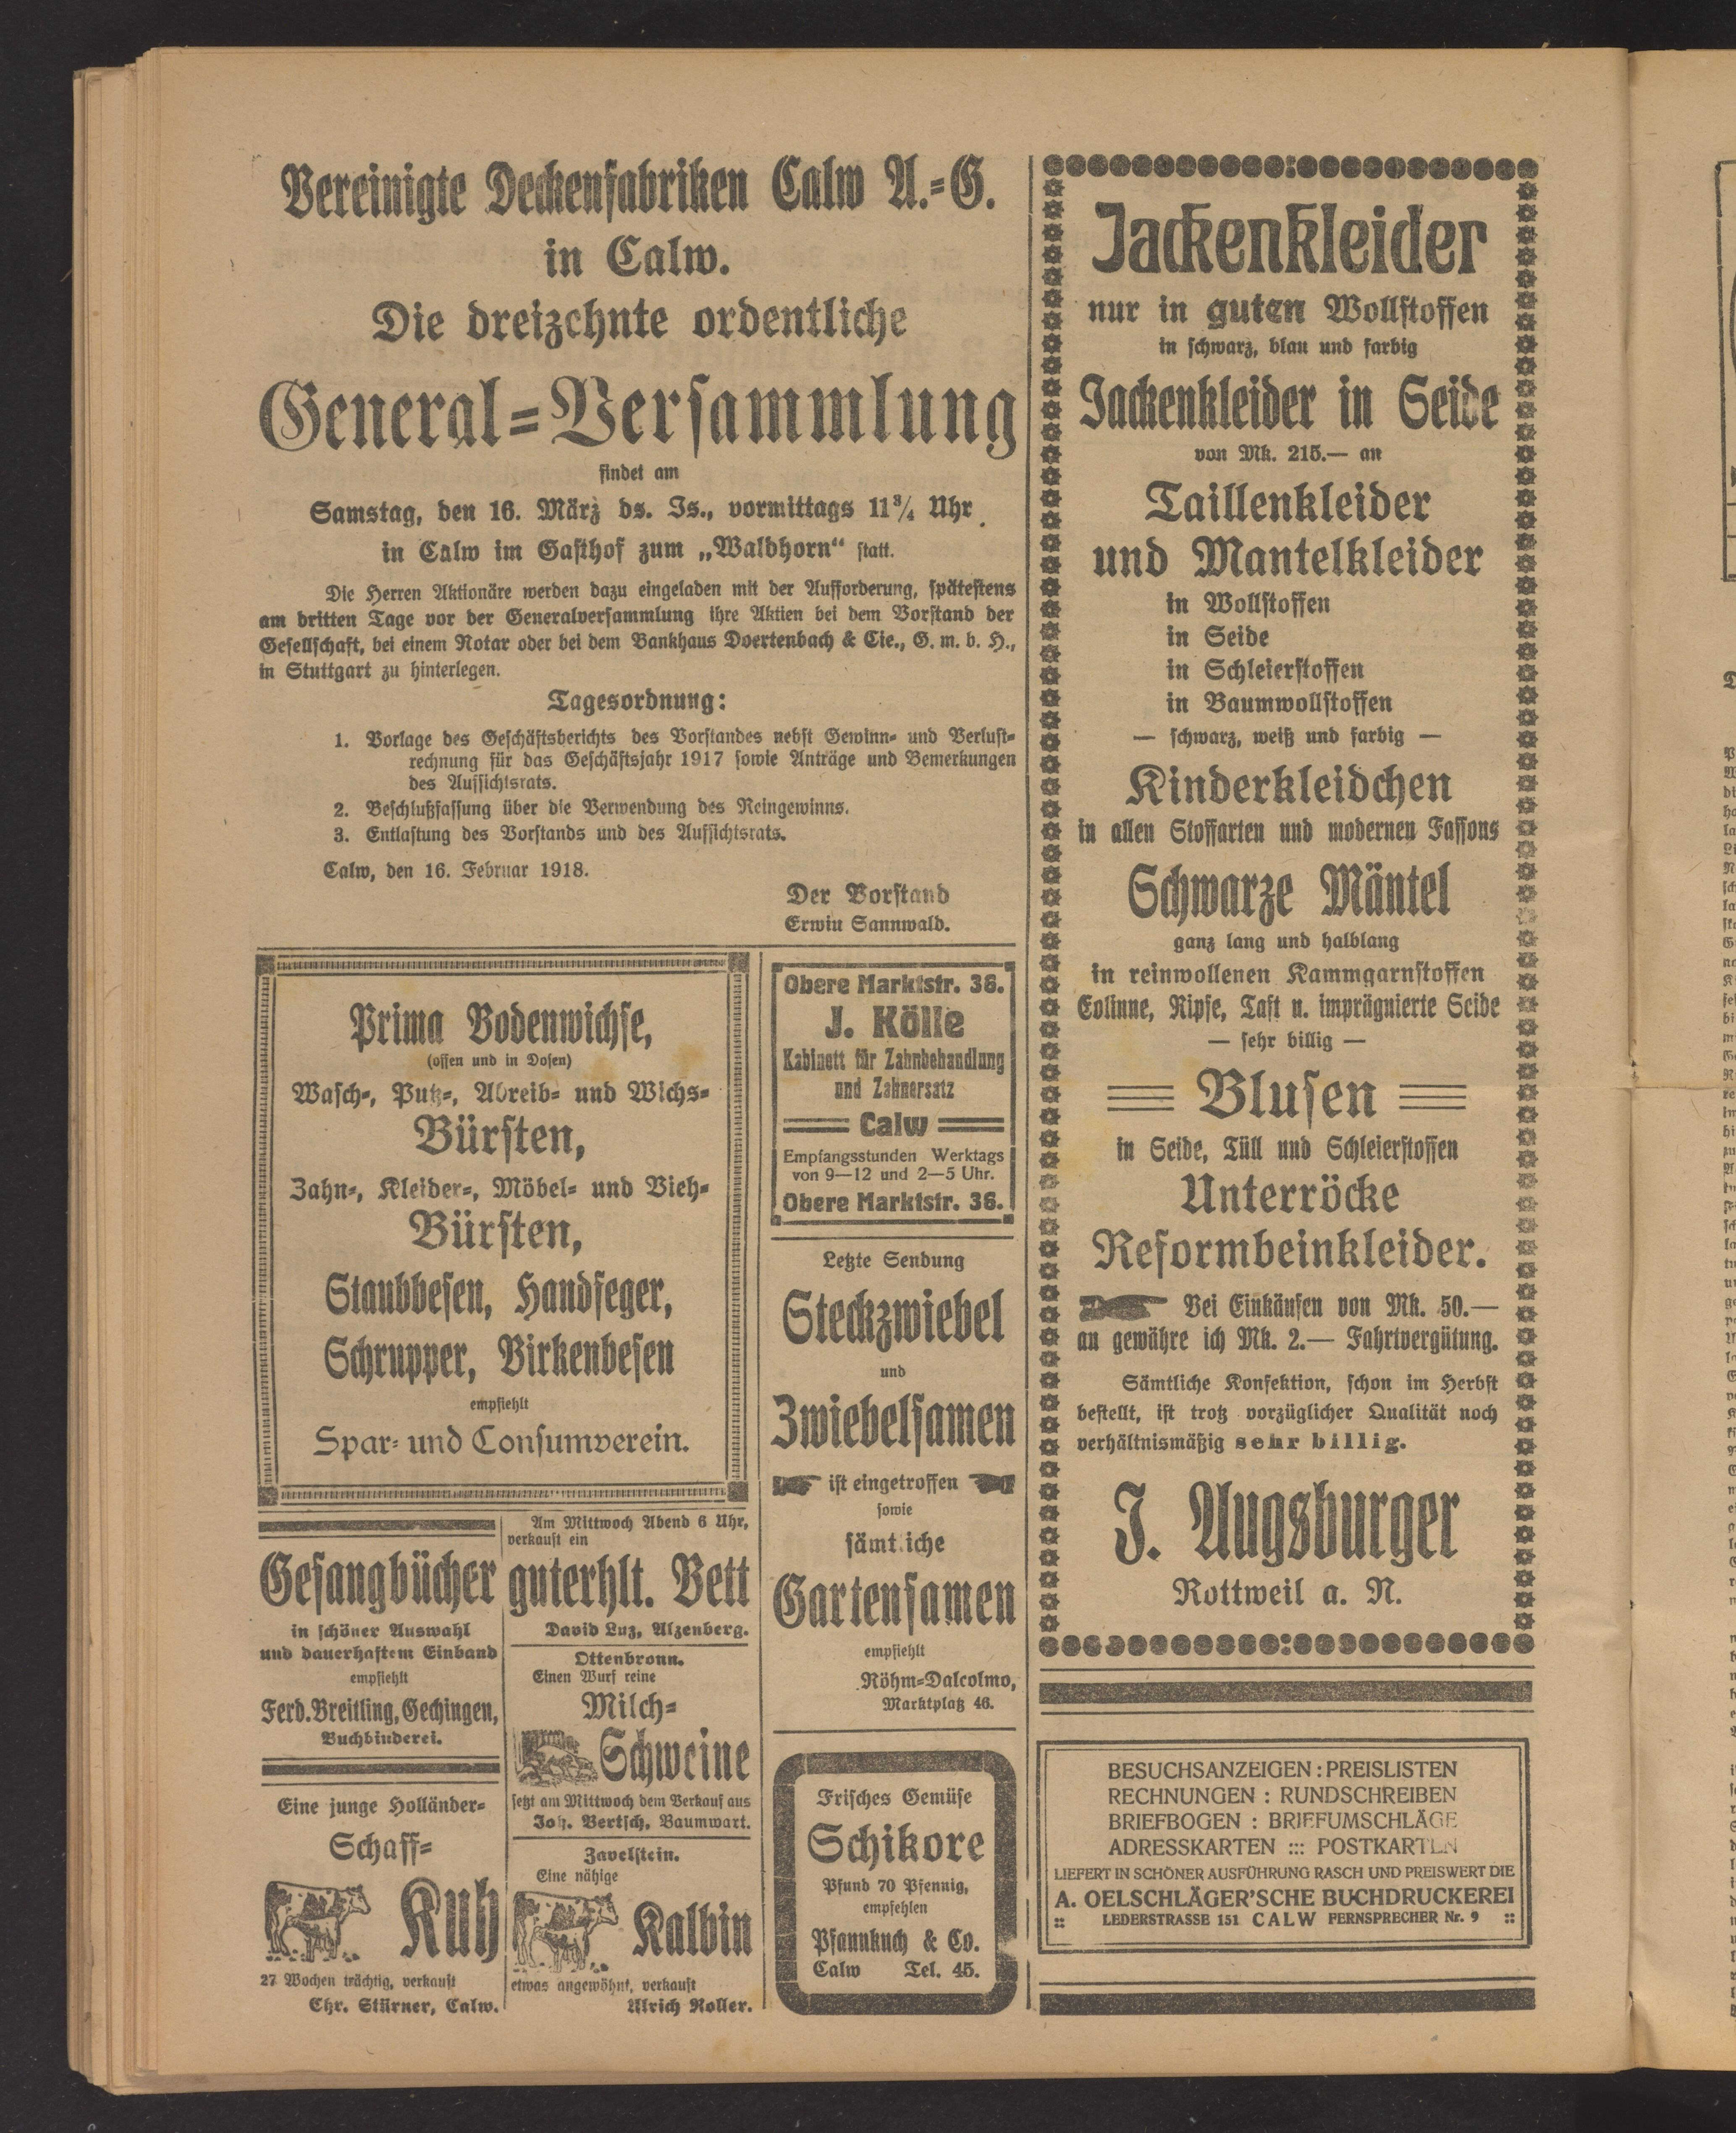 Vereinigte Deckenfabriken Calw A.=G.
in Calw.
Die dreizehnte ordentliche
General=Versammlung
findet am
Samstag, den 16. März ds. Js., vormittags 11¾ Uhr
in Calw im Gasthof zum „Waldhorn“ statt.
Die Herren Aktionäre werden dazu eingeladen mit der Aufforderung, spätestens
am dritten Tage vor der Generalversammlung ihre Aktien bei dem Vorstand der
Gesellschaft, bei einem Notar oder bei dem Bankhaus Doertenbach & Cie., G. m. b. H.,
in Stuttgart zu hinterlegen.
Tagesordnung:
1. Vorlage des Geschäftsberichts des Vorstandes nebst Gewinn= und Verlust=
rechnung für das Geschäftsjahr 1917 sowie Anträge und Bemerkungen
des Aufsichtsrats.
2. Beschlußfassung über die Verwendung des Reingewinns.
3. Entlastung des Vorstands und des Aufsichtsrats.
Calw, den 16. Februar 1918.
Der Vorstand
Erwin Sannwald.
Prima Bodenwichse,
(offen und in Dosen)
Wasch=, Putz=, Abreib= und Wichs=
Bürsten,
Zahn=, Kleider=, Möbel= und Vieh=
Bürsten,
Staubbesen, Handfeger,
Schrupper, Birkenbesen
empfiehlt
Spar= und Consumverein.
Gesangbücher
in schöner Auswahl
und dauerhaftem Einband
empfiehlt
Ferd. Breitling, Gechingen,
Buchbinderei.
Eine junge Holländer=
Schaff=
Kuh
27 Wochen trächtig, verkauft
Chr. Stürner, Calw.
Am Mittwoch Abend 6 Uhr,
verkauft ein
guterhlt. Bett
David Luz, Alzenberg.
Ottenbronn.
Einen Wurf reine
Milch=
Schweine
setzt am Mittwoch dem Verkauf aus
Joh. Bertsch, Baumwart.
Zavelstein.
Eine nähige
Kalbin
etwas angewöhnt, verkauft
Ulrich Roller.
Obere Marktstr. 36.
J. Kölle
Kabinett für Zahnbehandlung
und Zahnersatz
Calw
Empfangsstunden Werktags
von 9—12 und 2—5 Uhr.
Obere Marktstr. 36.
Letzte Sendung
Steckzwiebel
und
Zwiebelsamen
ist eingetroffen
sowie
sämtliche
Gartensamen
empfiehlt
Röhm=Dalcolmo,
Marktplatz 46.
Frisches Gemüse
Schikore
Pfund 70 Pfennig,
empfehlen
Pfannkuch & Co.
Calw Tel. 45.
Jackenkleider
nur in guten Wollstoffen
in schwarz, blau und farbig
Jackenkleider in Seide
von Mk. 215.— an
Taillenkleider
und Mantelkleider
in Wollstoffen
in Seide
in Schleierstoffen
in Baumwollstoffen
— schwarz, weiß und farbig —
Kinderkleidchen
in allen Stoffarten und modernen Fassons
Schwarze Mäntel
ganz lang und halblang
in reinwollenen Kammgarnstoffen
Eolinne, Ripse, Taft u. imprägnierte Seide
— sehr billig —
Blusen
in Seide, Tüll und Schleierstoffen
Unterröcke
Reformbeinkleider.
Bei Einkäufen von Mk. 50.—
an gewähre ich Mk. 2.— Fahrtvergütung.
Sämtliche Konfektion, schon im Herbst
bestellt, ist trotz vorzüglicher Qualität noch
verhältnismäßig sehr billig.
J. Augsburger
Rottweil a. N.
BESUCHSANZEIGEN : PREISLISTEN
RECHNUNGEN : RUNDSCHREIBEN
BRIEFBOGEN : BRIEFUMSCHLÄGE
ADRESSKARTEN ::: POSTKARTEN
LIEFERT IN SCHÖNER AUSFÜHRUNG RASCH UND PREISWERT DIE
A. OELSCHLÄGER'SCHE BUCHDRUCKEREI
:: LEDERSTRASSE 151 CALW FERNSPRECHER Nr. 9 ::